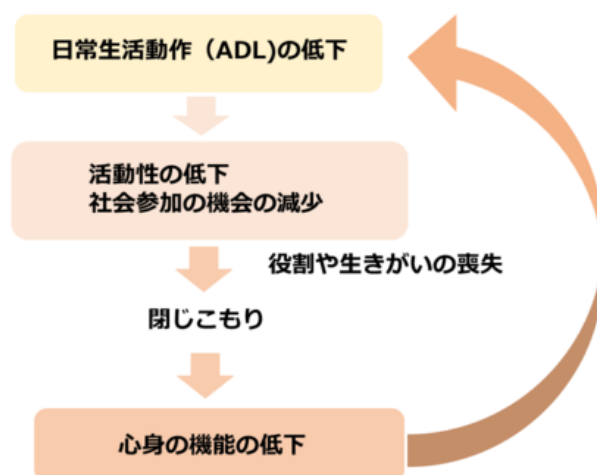 日常生活動作（ADL)の低下
活動性の低下
社会参加の機会の減少
役割や生きがいの喪失
閉じこもり
心身の機能の低下